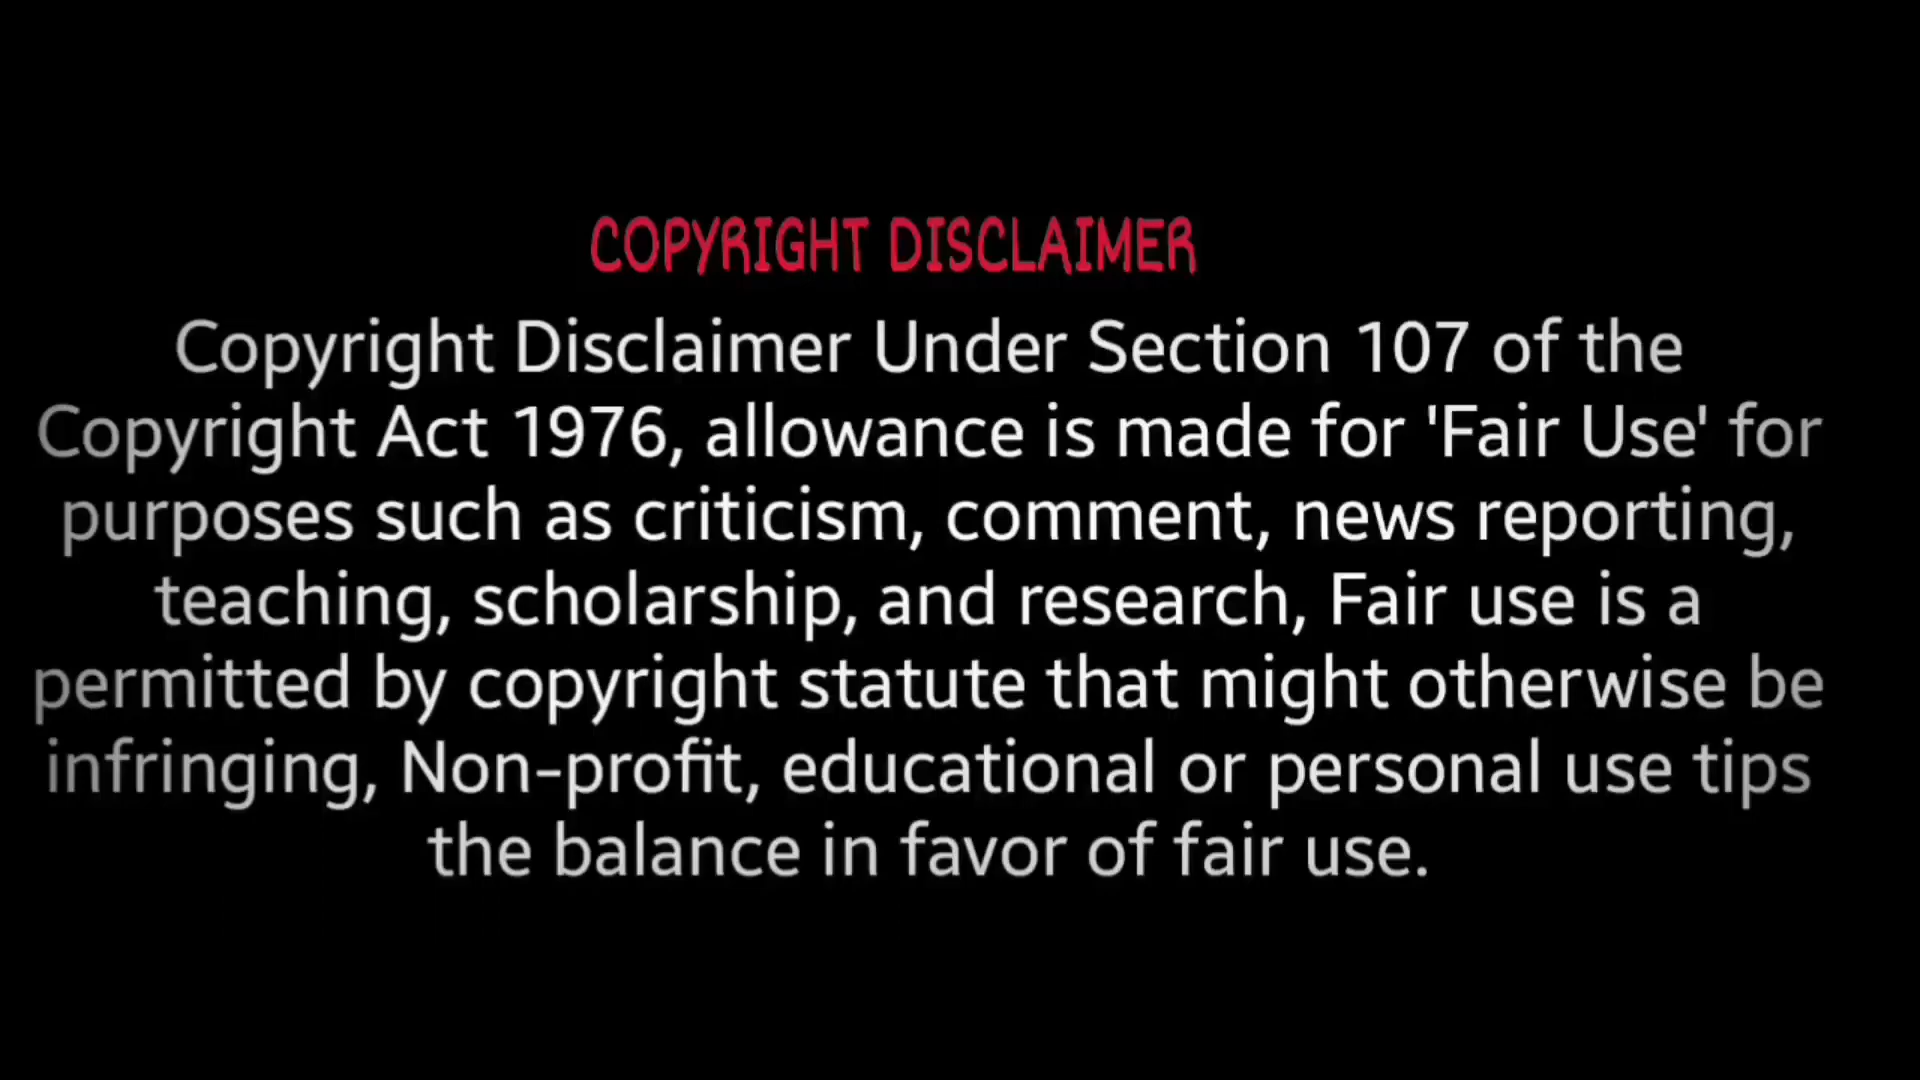 COPYRIGHT DISCLAIMER
Copyright Disclaimer Under Section 107 of the
Copyright Act 1976, allowance is made for 'Fair Use' for
purposes such as criticism, comment, news reporting,
teaching, scholarship, and research, Fair use is a
permitted by copyright statute that might otherwise be
infringing, Non-profit, educational or personal use tips
the balance in favor of fair use.